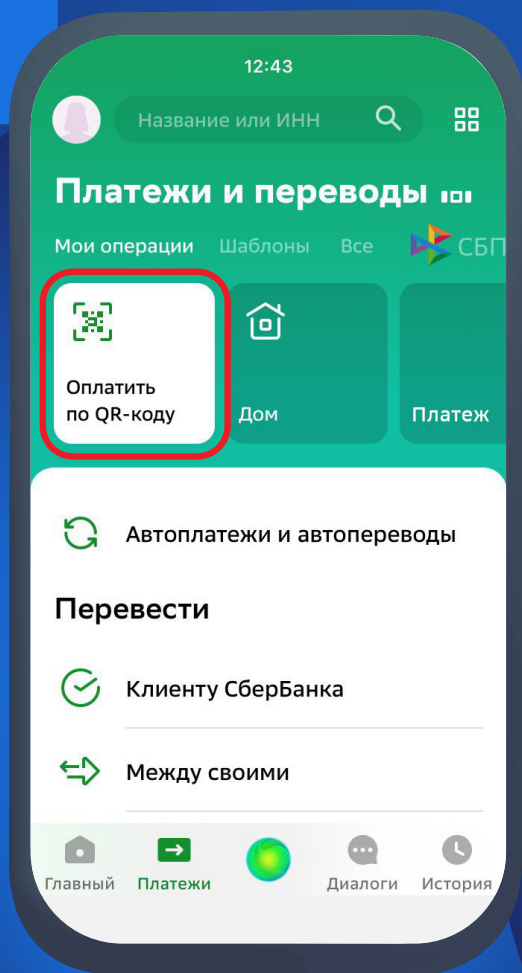 12:43
Название или ИНН
Платежи и переводы
Мои операции Шаблоны Все СБП
Оплатить
по QR-коду
Дом
Платеж
Автоплатежи и автопереводы
Перевести
Клиенту СберБанка
Между своими
Главный Платежи Диалоги История